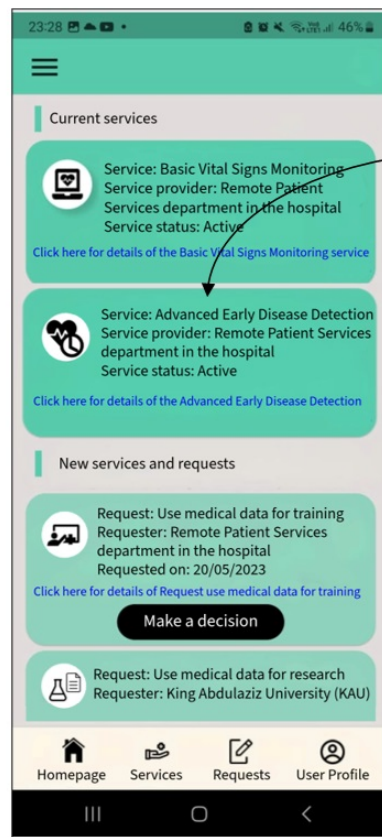 23:28
46%
Current services
Service: Basic Vital Signs Monitoring
Service provider: Remote Patient
Services department in the hospital
Service status: Active
Click here for details of the Basic Vital Signs Monitoring service
Service: Advanced Early Disease Detection
Service provider: Remote Patient Services
department in the hospital
Service status: Active
Click here for details of the Advanced Early Disease Detection
New services and requests
Request: Use medical data for training
Requester: Remote Patient Services
department in the hospital
Requested on: 20/05/2023
Click here for details of Request use medical data for training
Make a decision
Request: Use medical data for research
Requester: King Abdulaziz University (KAU)
Homepage Services Requests User Profile